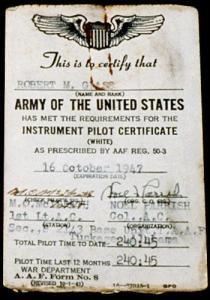 This is to certify that
ROBERT M. GLASS
(NAME AND RANK)
ARMY OF THE UNITED STATES
HAS MET THE REQUIREMENTS FOR THE
INSTRUMENT PILOT CERTIFICATE
(WHITE)
AS PRESCRIBED BY AAF REG. 50-3
16 October 1947
(EXPIRATION DATE)
1st Lt., A.C. Col., A.C.
TOTAL PILOT TIME TO DATE 240:45
PILOT TIME LAST 12 MONTHS 240:45
WAR DEPARTMENT
A. A. F. Form No. 8
GPO